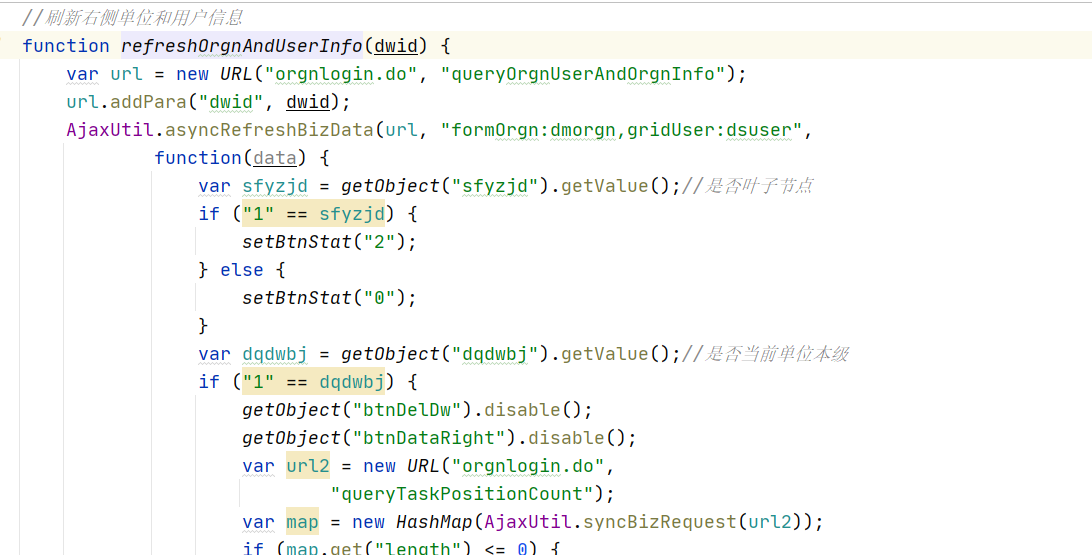 //刷新右侧单位和用户信息
function refreshOrgnAndUserInfo(dwid) {
var url = new URL("orgnlogin.do", "queryOrgnUserAndOrgnInfo");
url.addPara("dwid", dwid);
AjaxUtil.asyncRefreshBizData(url, "formOrgn:dmorgn,gridUser:dsuser",
function(data) {
var sfyzjd = getObject("sfyzjd").getValue();//是否叶子节点
if ("1" == sfyzjd) {
setBtnStat("2");
} else {
setBtnStat("0");
}
var dqdwbj = getObject("dqdwbj").getValue();//是否当前单位本级
if ("1" == dqdwbj) {
getObject("btnDelDw").disable();
getObject("btnDataRight").disable();
var url2 = new URL("orgnlogin.do",
"queryTaskPositionCount");
var map = new HashMap(AjaxUtil.syncBizRequest(url2));
if (map.get("length") <= 0) {